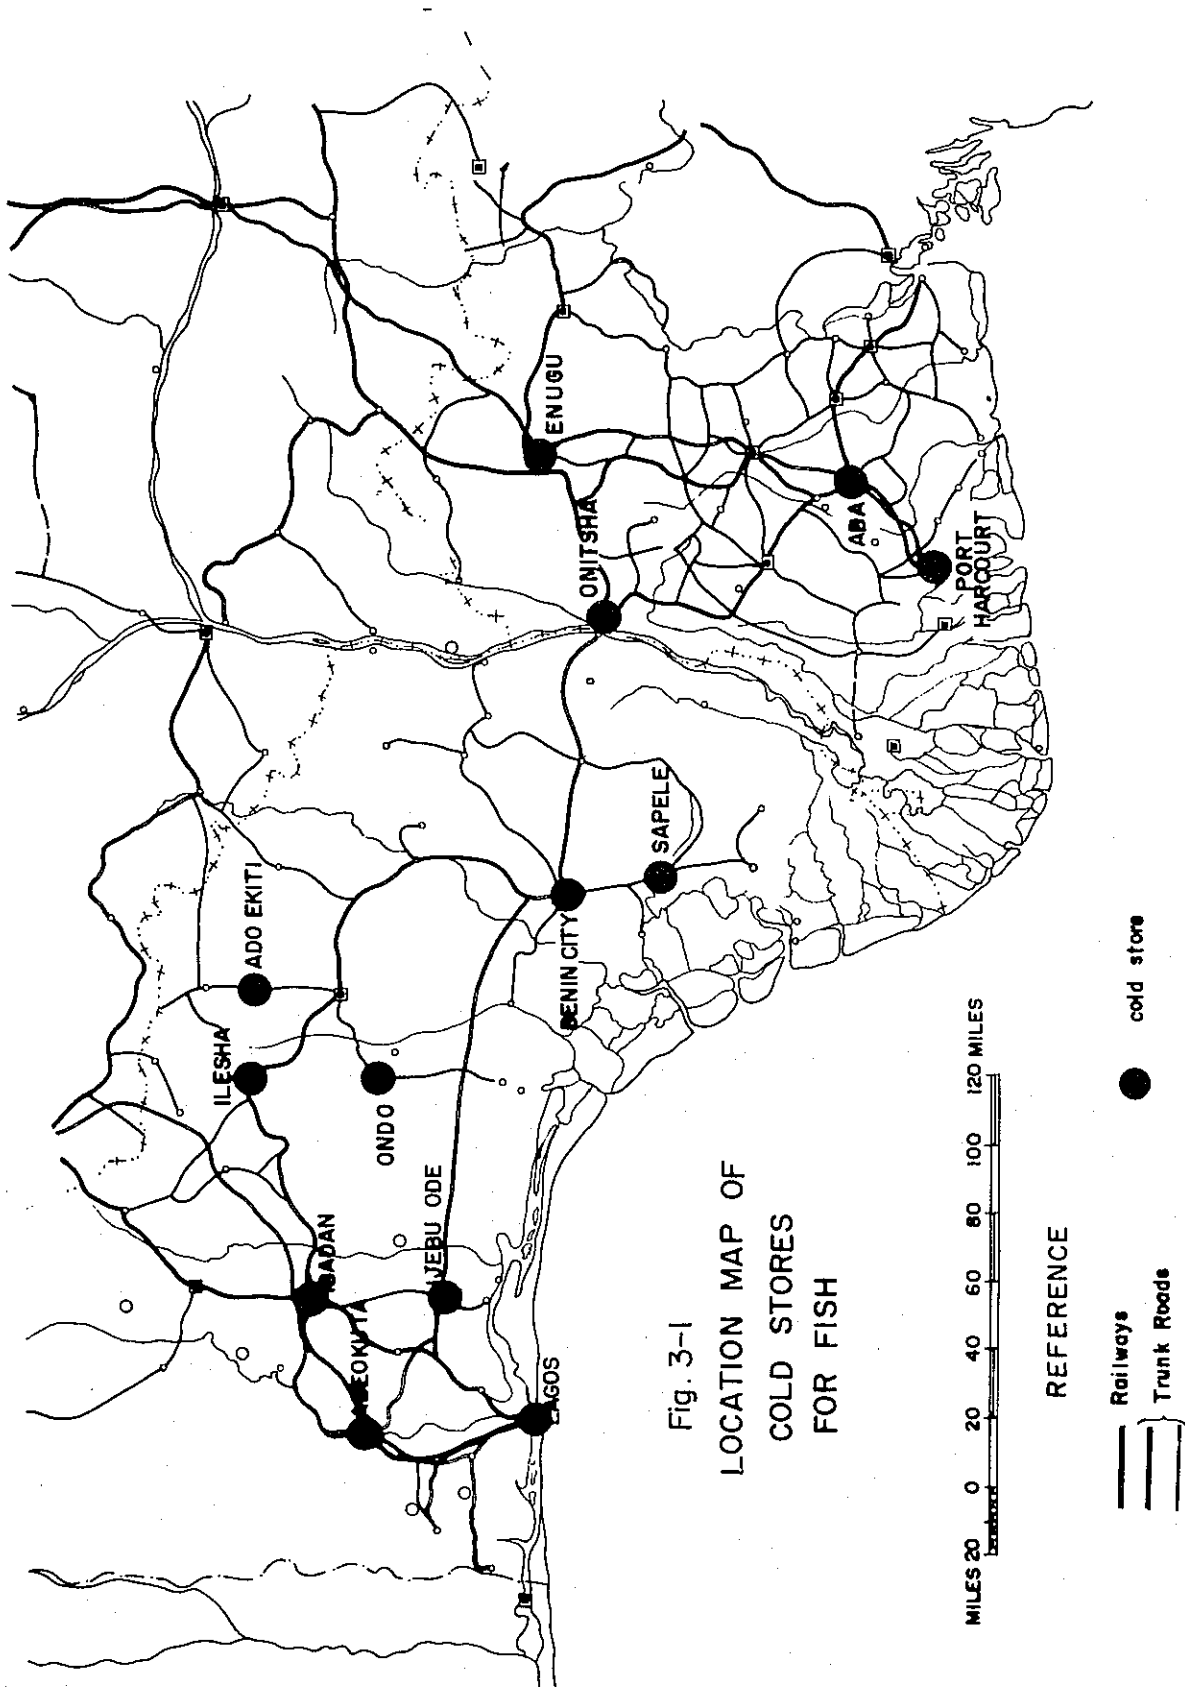 ENUGU
ONITSHA
ABA
PORT
HARCOURT
ADO EKITI
SAPELE
ILESHA
BENIN CITY
ONDO
IBADAN
IJEBU ODE
ABEOKUTA
LAGOS
Fig. 3-1
LOCATION MAP OF
COLD STORES
FOR FISH
MILES 20 0 20 40 60 80 100 120 MILES
REFERENCE
Railways
Trunk Roads
cold store